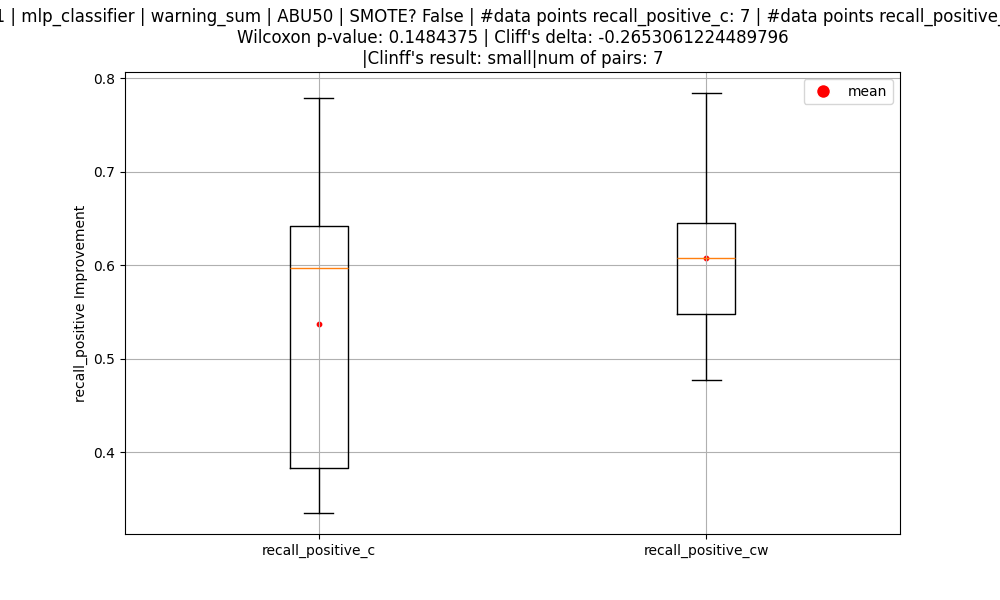 | mlp_classifier | warning_sum | ABU50 | SMOTE? False | #data points recall_positive_c: 7 | #data points recall_positive_
Wilcoxon p-value: 0.1484375 | Cliff's delta: -0.2653061224489796
|Clinff's result: small|num of pairs: 7
mean
0.8
0.7
0.6
0.5
0.4
recall_positive Improvement
recall_positive_c
recall_positive_cw